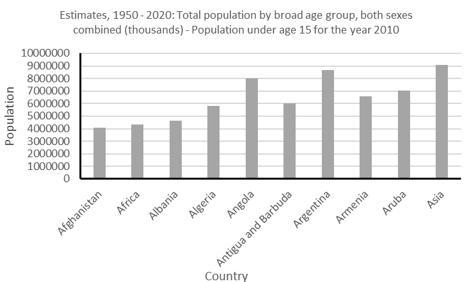 Estimates, 1950 - 2020: Total population by broad age group, both sexes
combined (thousands) - Population under age 15 for the year 2010
10000000
9000000
8000000
7000000
6000000
5000000
4000000
3000000
2000000
1000000
0
Population
Afghanistan
Africa
Albania
Algeria
Angola
Antigua and Barbuda
Argentina
Armenia
Aruba
Asia
Country